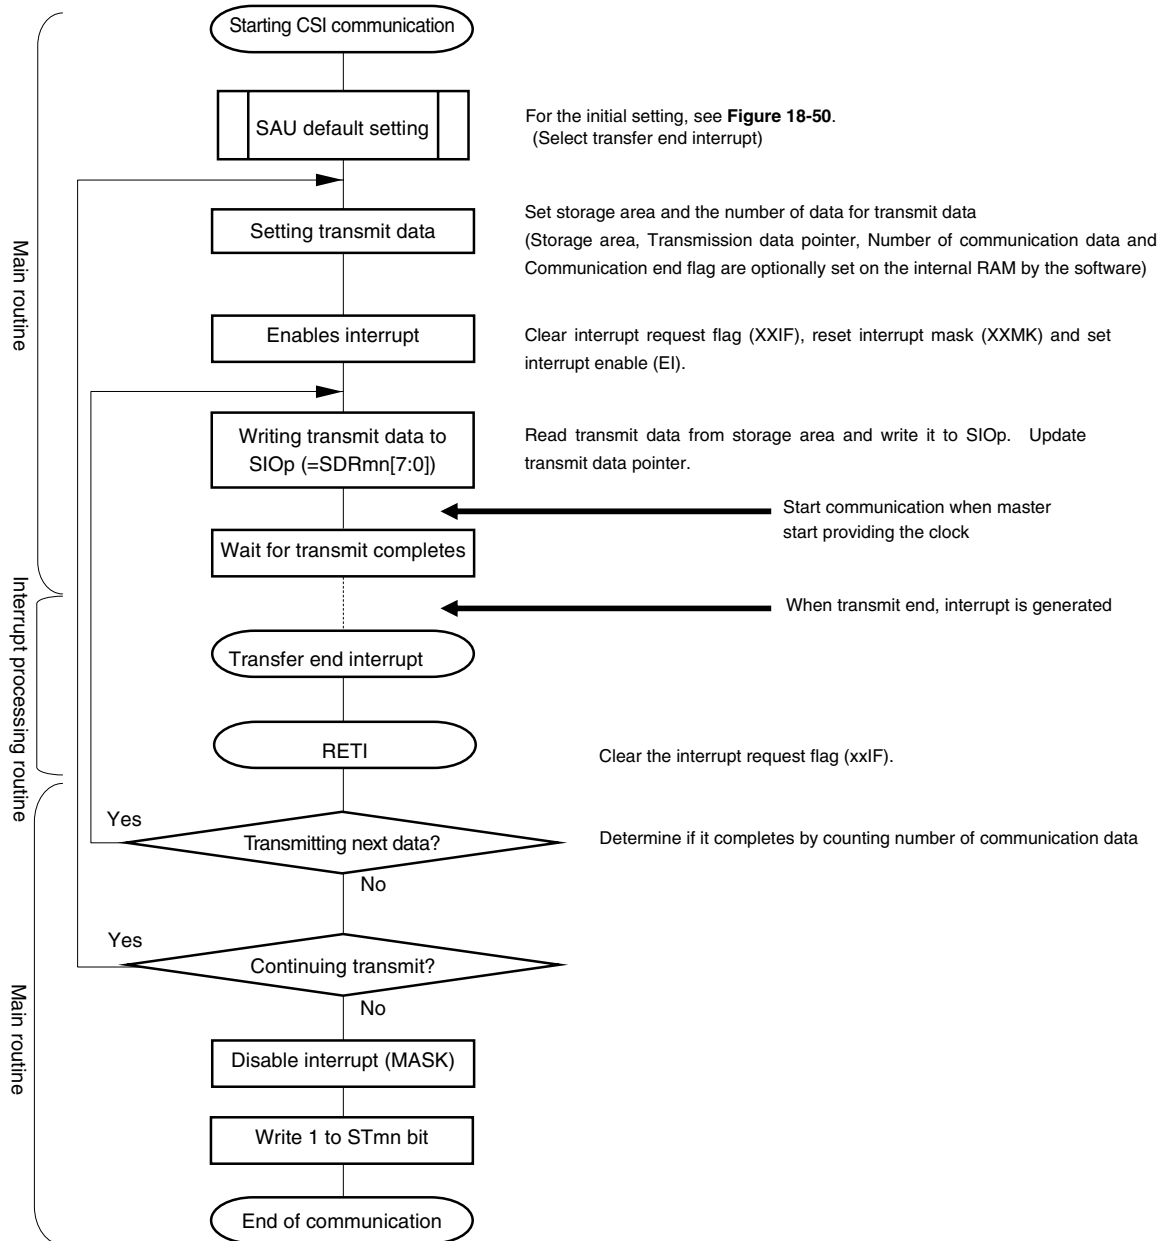 Starting CSI communication
SAU default setting
For the initial setting, see Figure 18-50.
(Select transfer end interrupt)
Setting transmit data
Set storage area and the number of data for transmit data
(Storage area, Transmission data pointer, Number of communication data and
Communication end flag are optionally set on the internal RAM by the software)
Main routine
Enables interrupt
Clear interrupt request flag (XXIF), reset interrupt mask (XXMK) and set
interrupt enable (EI).
Writing transmit data to
SIOp (=SDRmn[7:0])
Read transmit data from storage area and write it to SIOp. Update
transmit data pointer.
Start communication when master
start providing the clock
Wait for transmit completes
When transmit end, interrupt is generated
Interrupt processing routine
Transfer end interrupt
RETI
Clear the interrupt request flag (xxIF).
Yes
Transmitting next data?
Determine if it completes by counting number of communication data
No
Yes
Continuing transmit?
No
Main routine
Disable interrupt (MASK)
Write 1 to STmn bit
End of communication